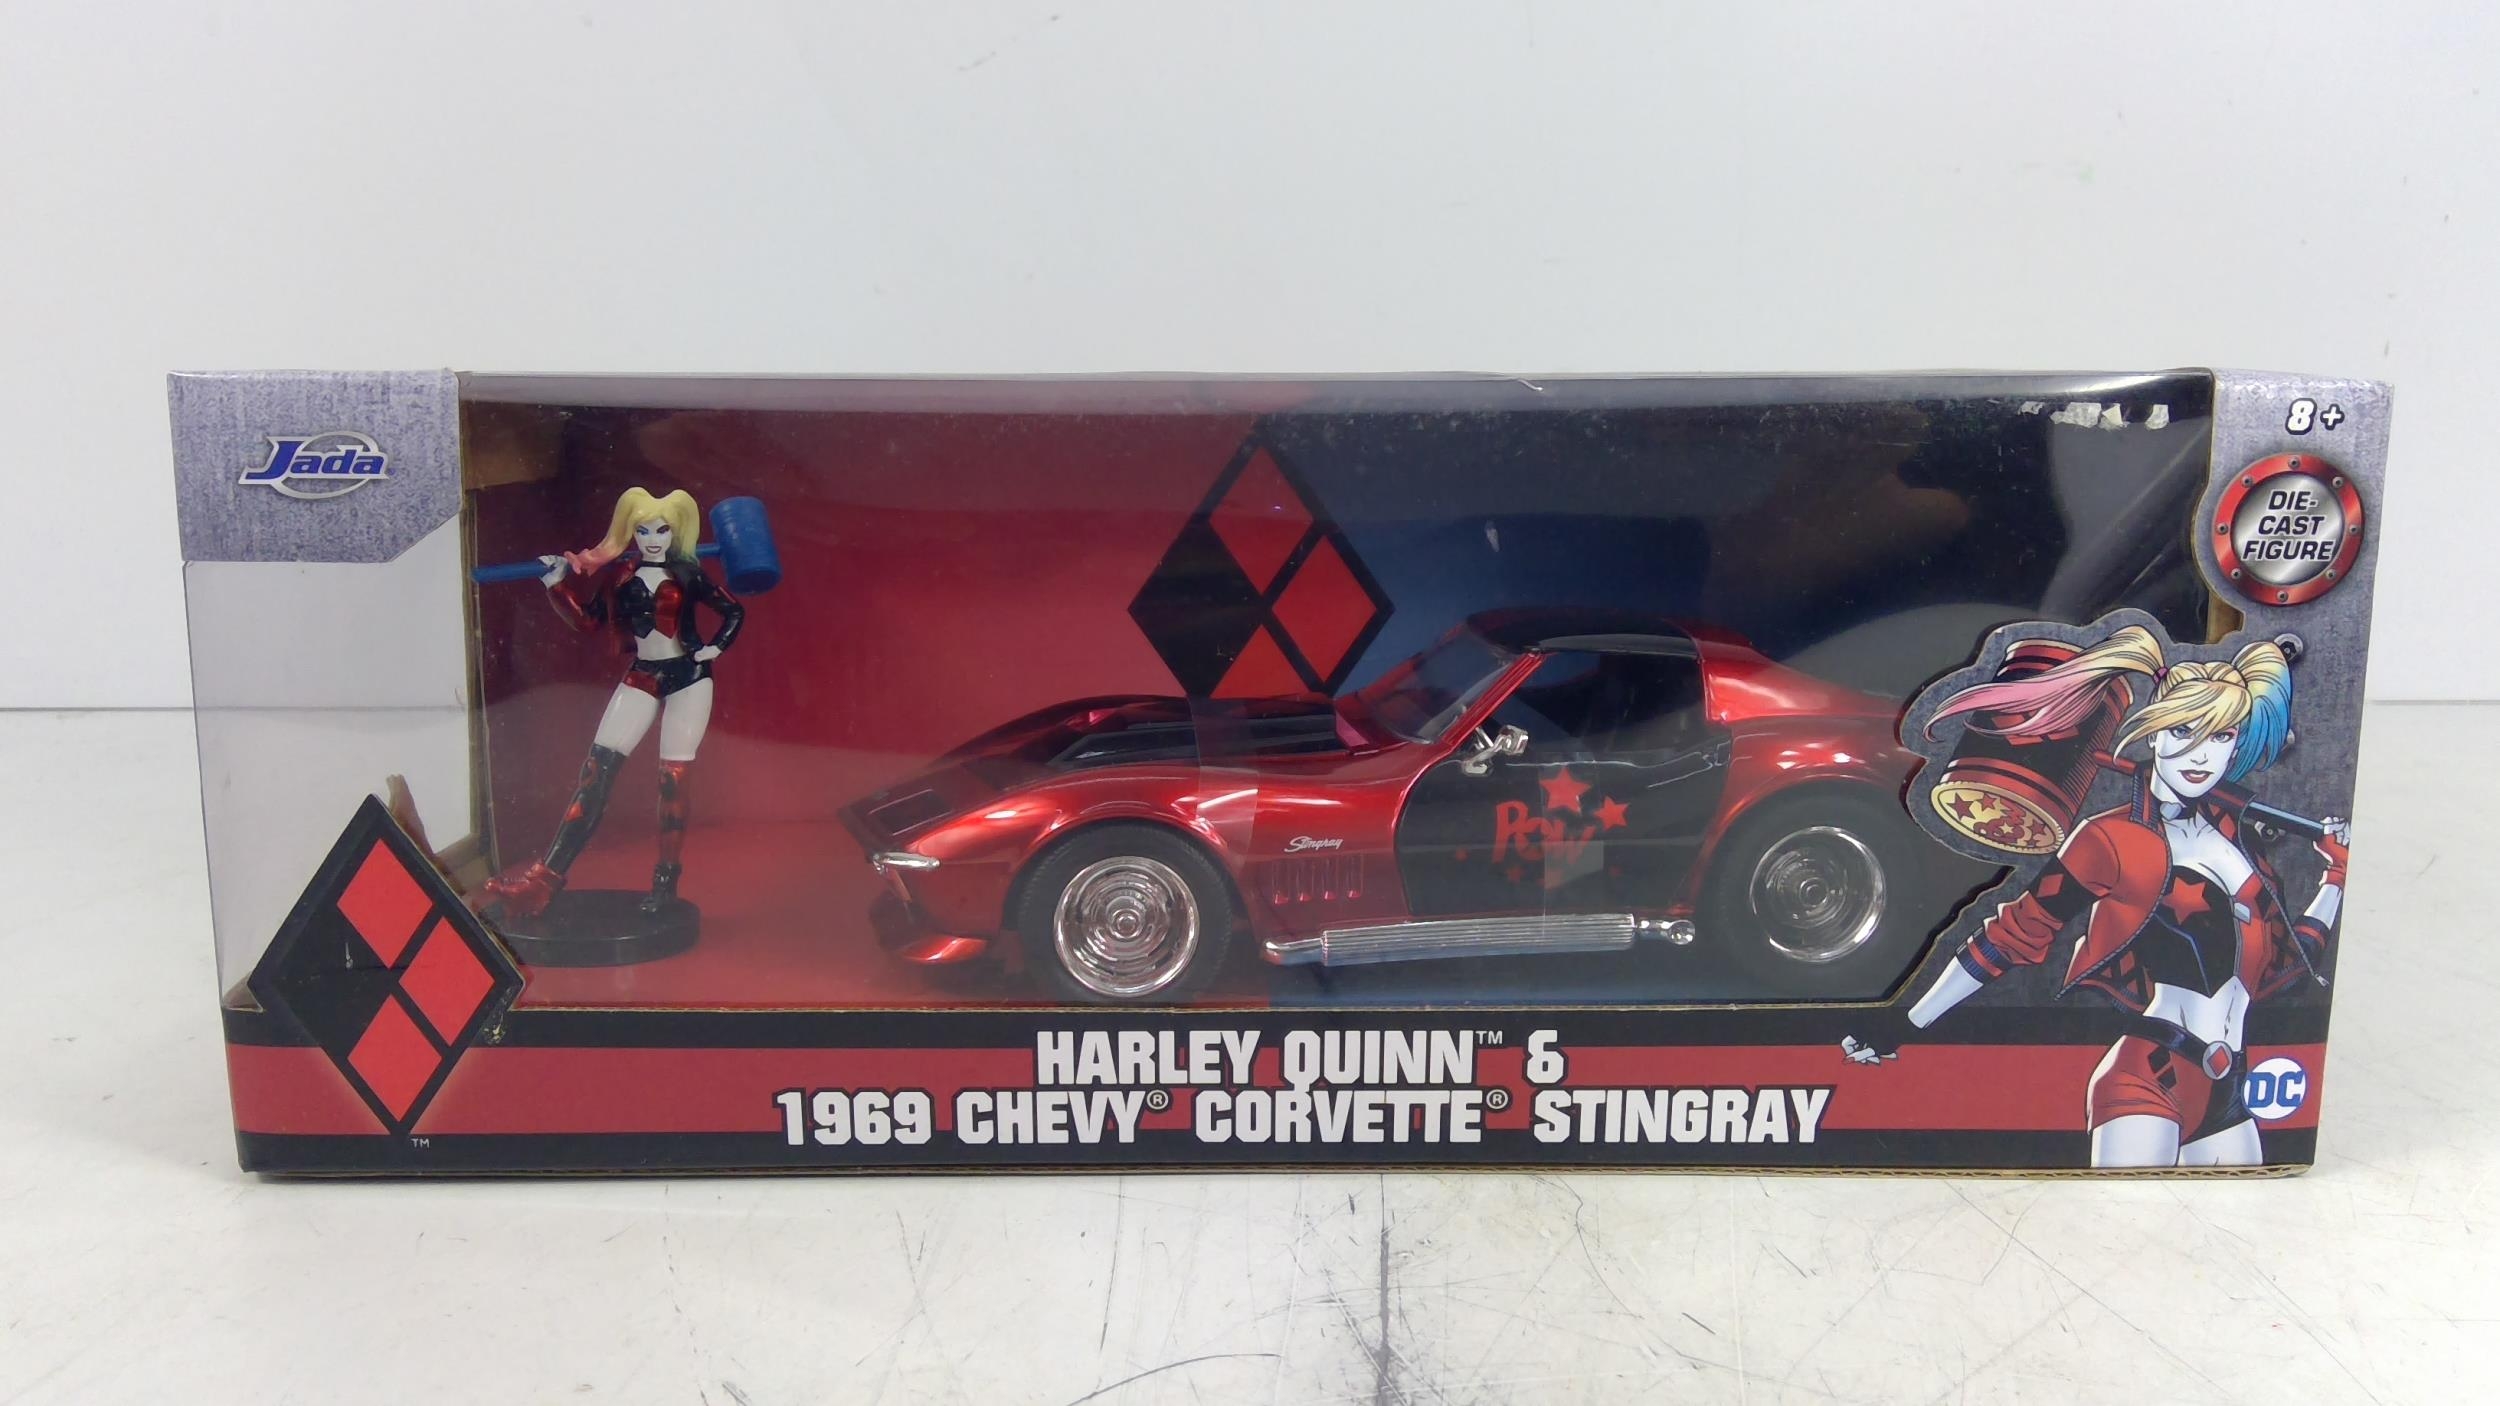 Jada
8+
DIE-
CAST
FIGURE
Stingray
POW
HARLEY QUINN™ &
1969 CHEVY® CORVETTE® STINGRAY
™
DC